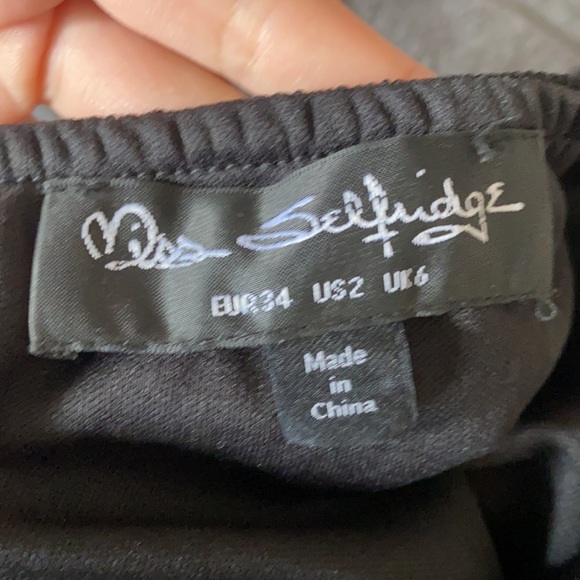 Miss Selfridge
EUR34 US2 UK6
Made
in
China